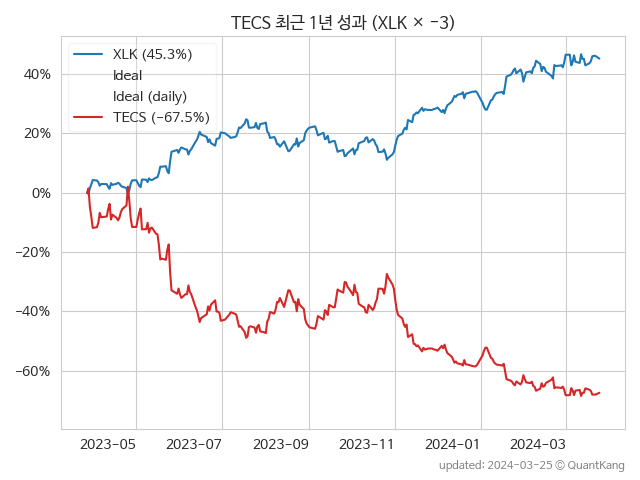 TECS 최근 1년 성과 (XLK × −3)
XLK (45.3%)
Ideal
Ideal (daily)
TECS (−67.5%)
40%
20%
0%
−20%
−40%
−60%
2023−05
2023−07
2023−09
2023−11
2024−01
2024−03
updated: 2024−03−25 © QuantKang